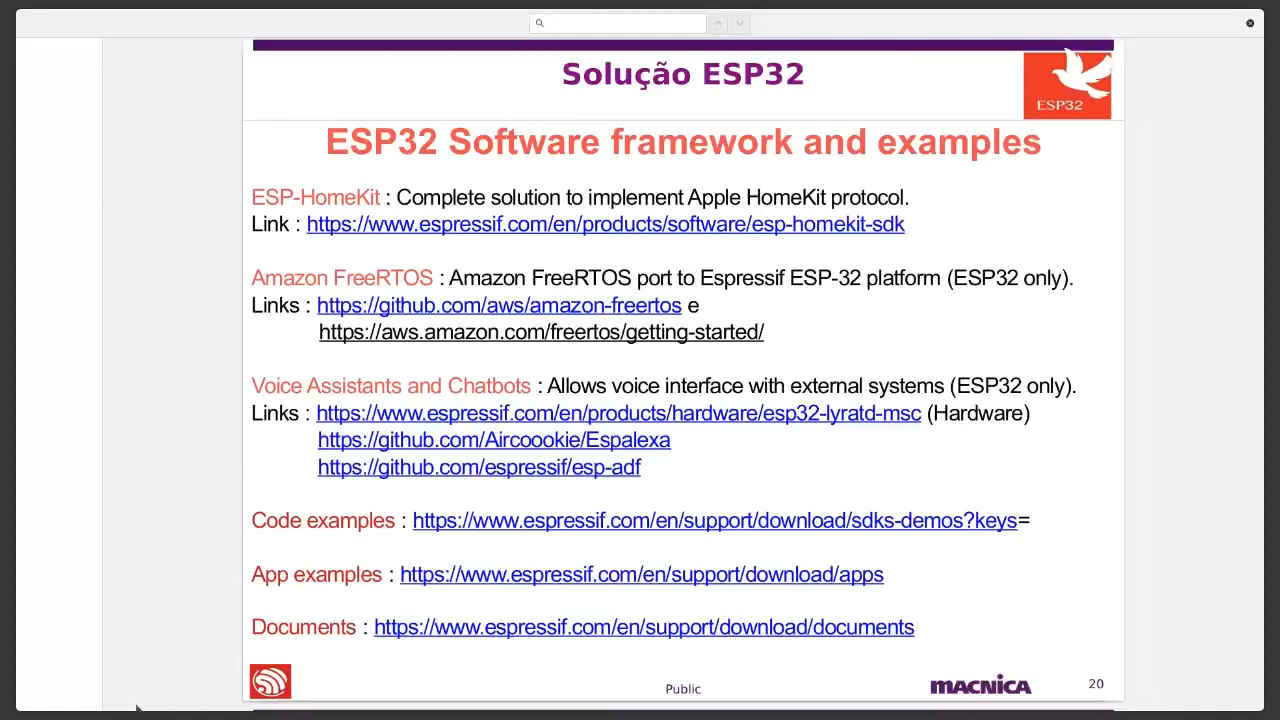 Solução ESP32
ESP32
ESP32 Software framework and examples
ESP-HomeKit : Complete solution to implement Apple HomeKit protocol.
Link : https://www.espressif.com/en/products/software/esp-homekit-sdk
Amazon FreeRTOS : Amazon FreeRTOS port to Espressif ESP-32 platform (ESP32 only).
Links : https://github.com/aws/amazon-freertos e
https://aws.amazon.com/freertos/getting-started/
Voice Assistants and Chatbots : Allows voice interface with external systems (ESP32 only).
Links : https://www.espressif.com/en/products/hardware/esp32-lyratd-msc (Hardware)
https://github.com/Aircoookie/Espalexa
https://github.com/espressif/esp-adf
Code examples : https://www.espressif.com/en/support/download/sdks-demos?keys=
App examples : https://www.espressif.com/en/support/download/apps
Documents : https://www.espressif.com/en/support/download/documents
Public
MACNICA
20